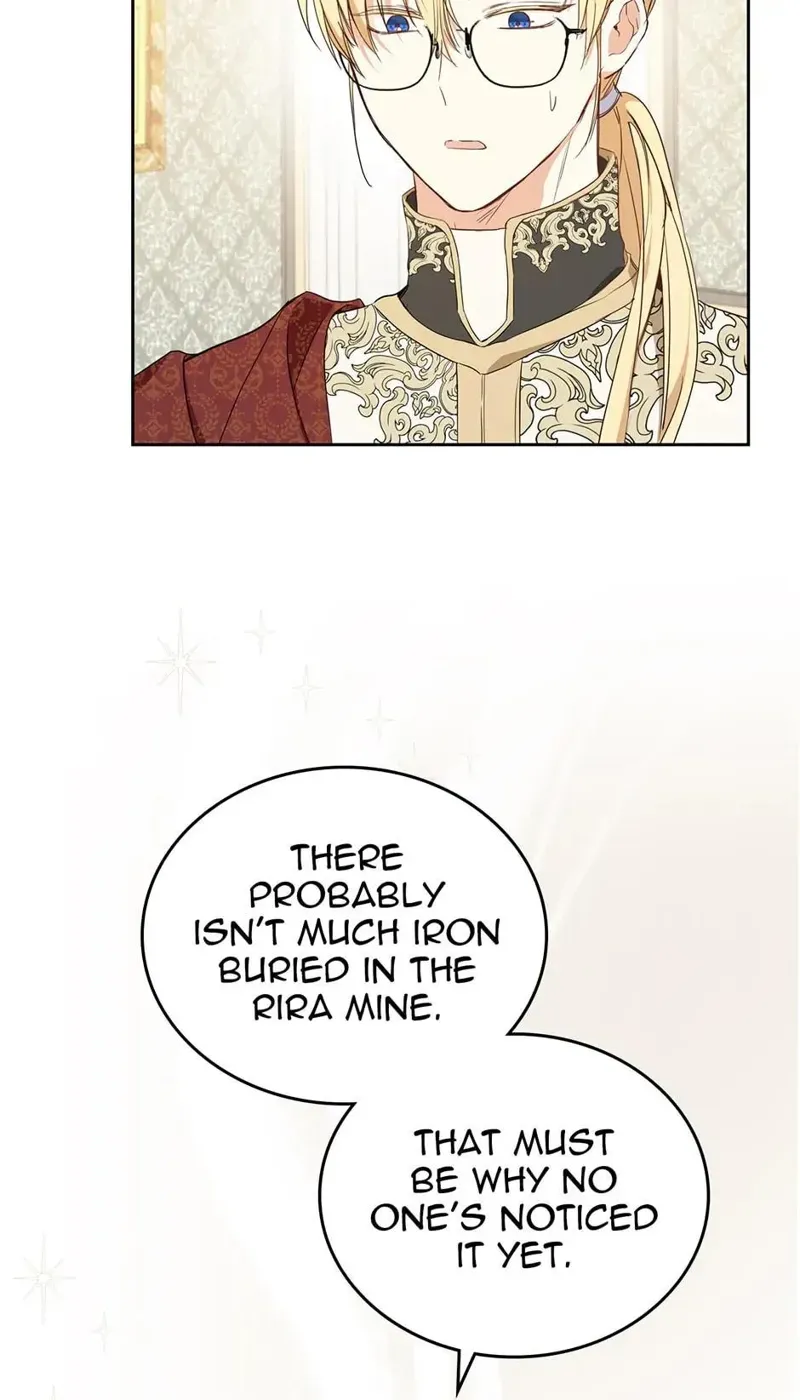 THERE
PROBABLY
ISN'T MUCH IRON
BURIED IN THE
RIRA MINE.
THAT MUST
BE WHY NO
ONE'S NOTICED
IT YET.